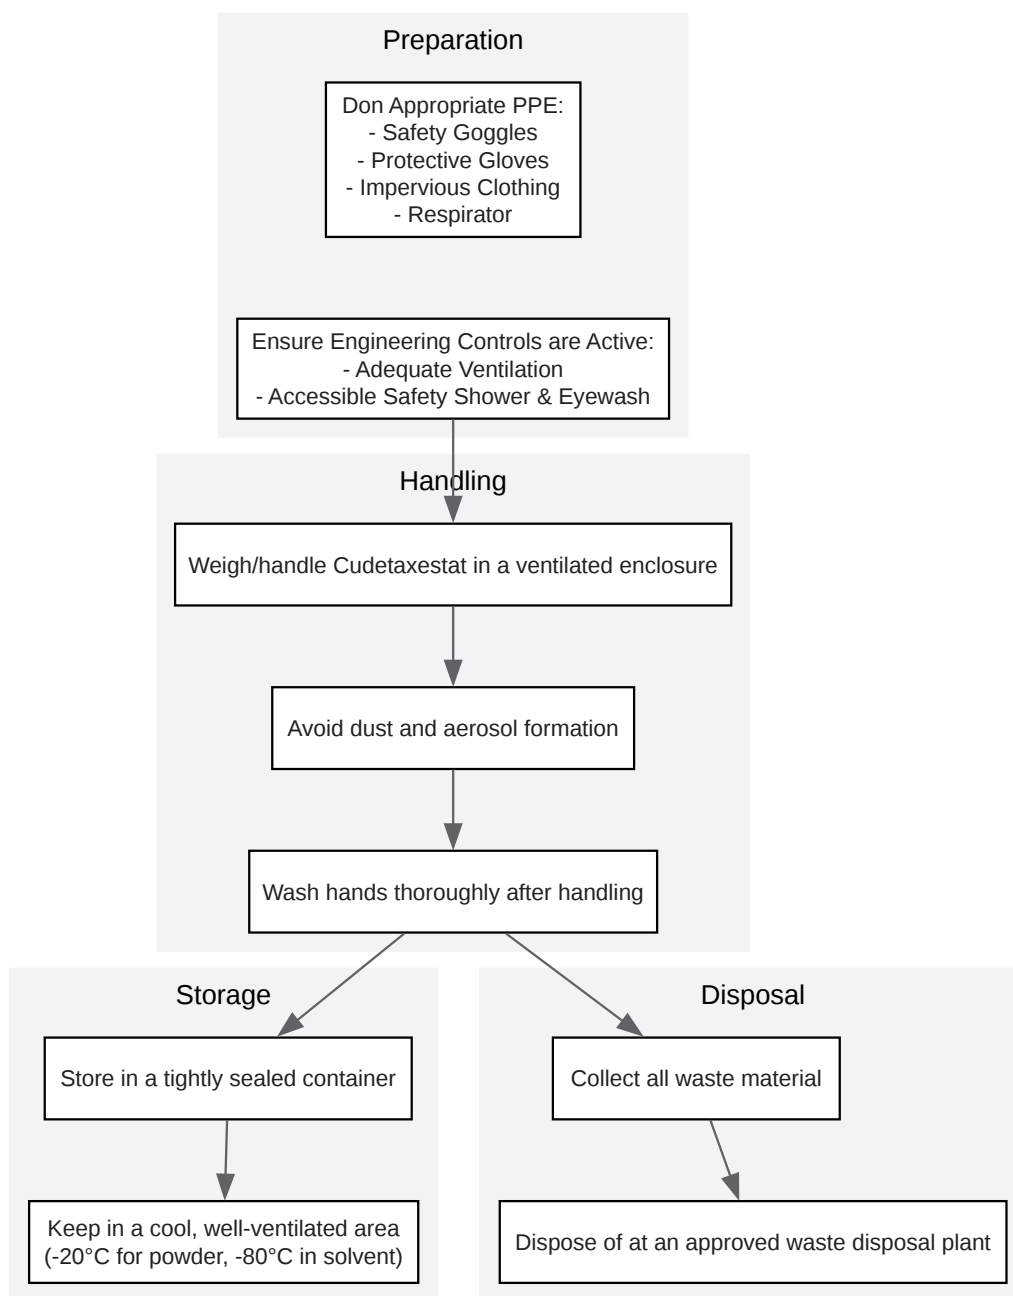 Preparation
Don Appropriate PPE:
- Safety Goggles
- Protective Gloves
- Impervious Clothing
- Respirator
Ensure Engineering Controls are Active:
- Adequate Ventilation
- Accessible Safety Shower & Eyewash
Handling
Weigh/handle Cudetaxestat in a ventilated enclosure
Avoid dust and aerosol formation
Wash hands thoroughly after handling
Storage
Store in a tightly sealed container
Keep in a cool, well-ventilated area
(-20°C for powder, -80°C in solvent)
Disposal
Collect all waste material
Dispose of at an approved waste disposal plant